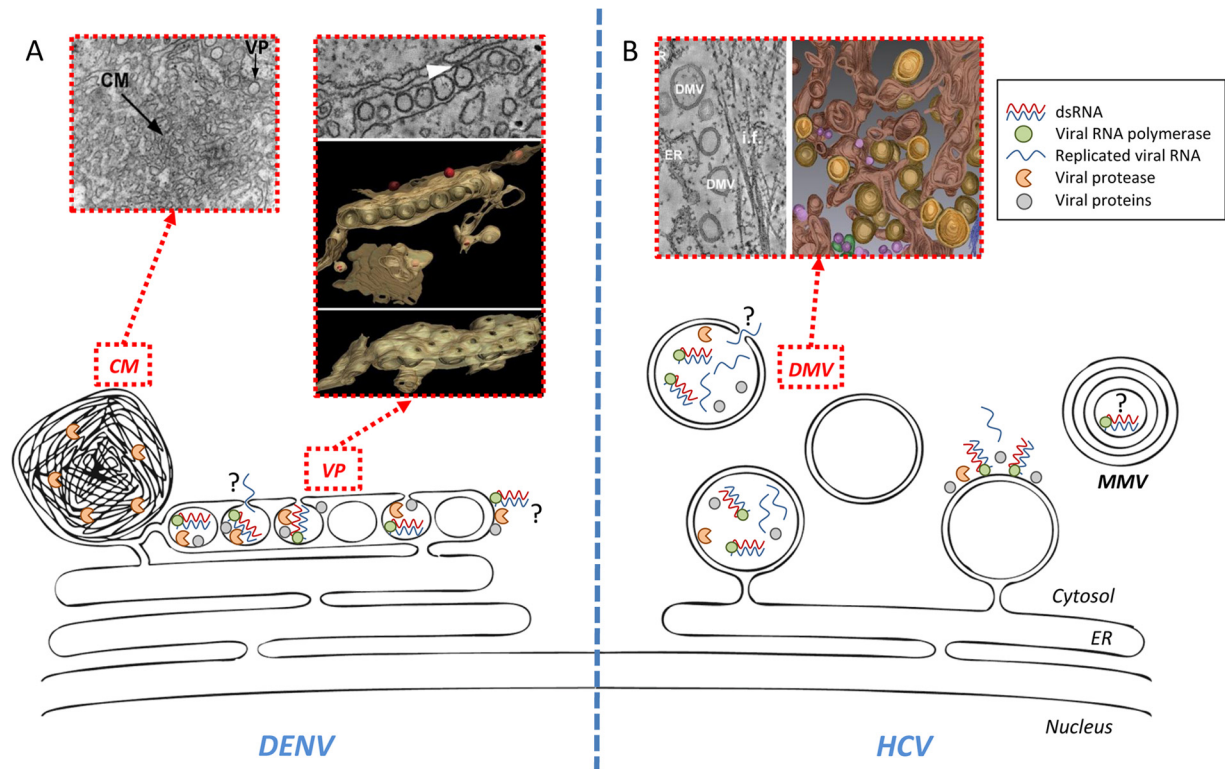 A
CM
VP
B
R
DMV
i.f.
ER
DMV
dsRNA
Viral RNA polymerase
Replicated viral RNA
Viral protease
Viral proteins
CM
VP
?
?
?
DMV
?
MMV
Cytosol
ER
Nucleus
DENV
HCV